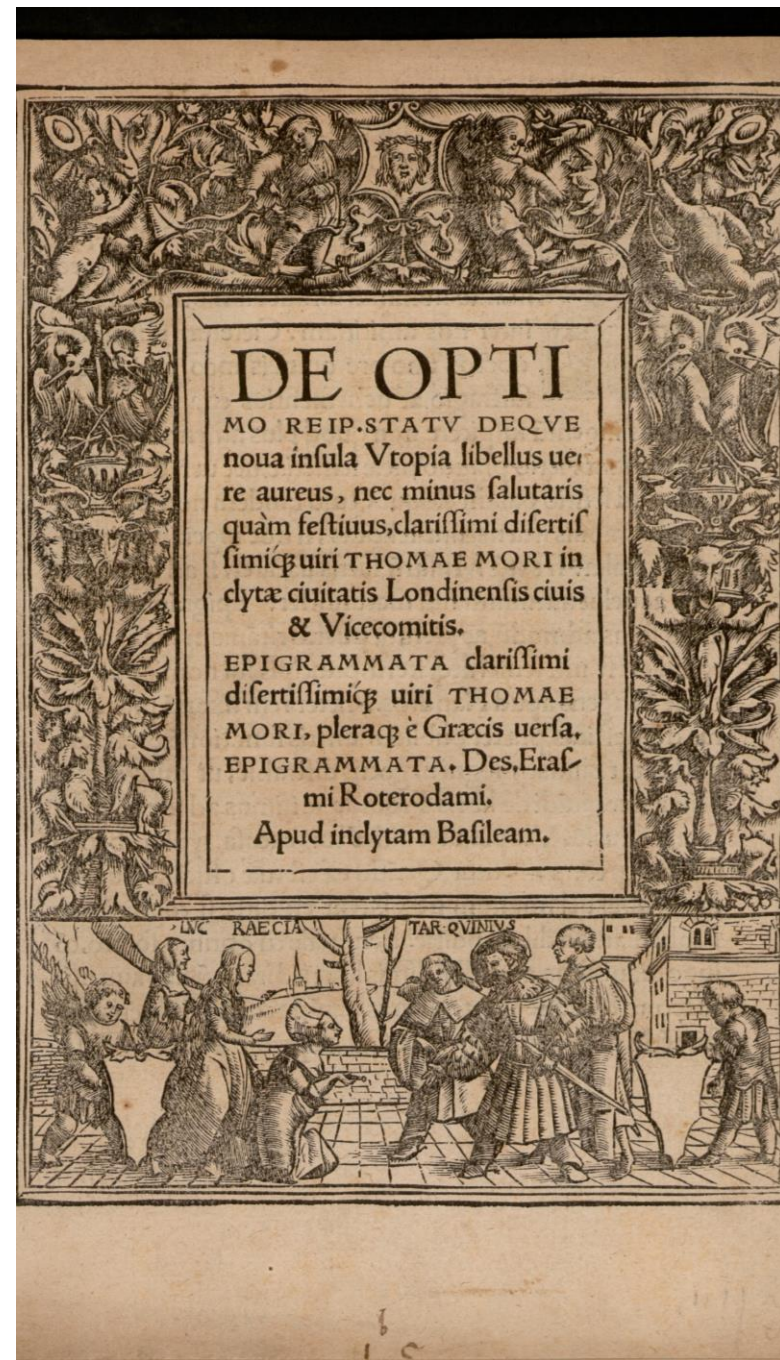 DE OPTI
MO REIP.STATV DEQVE
noua inſula Vtopia libellus ue-
re aureus, nec minus ſalutaris
quàm feſtiuus,clariſſimi diſertiſ
ſimiq́ꝫ uiri THOMAE MORI in
clytæ ciuitatis Londinenſis ciuis
& Vicecomitis.
EPIGRAMMATA clariſſimi
diſertiſſimiq́ꝫ uiri THOMAE
MORI, pleraqꝫ è Græcis uerſa.
EPIGRAMMATA. Des.Eraſ-
mi Roterodami.
Apud inclytam Baſileam.
LVC RAECIA TAR QVINIVS